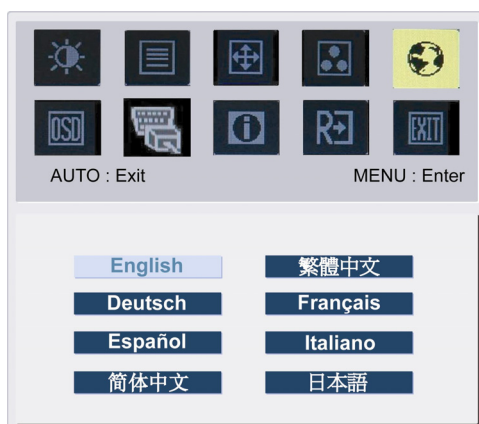 OSD
R
EXIT
AUTO : Exit
MENU : Enter
English
繁體中文
Deutsch
Français
Español
Italiano
简体中文
日本語